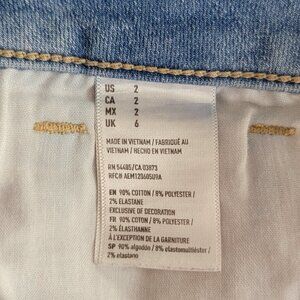 US 2
CA 2
MX 2
UK 6
MADE IN VIETNAM / FABRIQUÉ AU
VIETNAM / HECHO EN VIETNAM
RN 54485/CA 03873
RFC# AEM120605U9A
EN 90% COTTON / 8% POLYESTER /
2% ELASTANE
EXCLUSIVE OF DECORATION
FR 90% COTTON / 8% POLYESTER /
2% ÉLASTHANNE
À L'EXCEPTION DE LA GARNITURE
SP 90% algodón / 8% elastomultiéster /
2% elastano